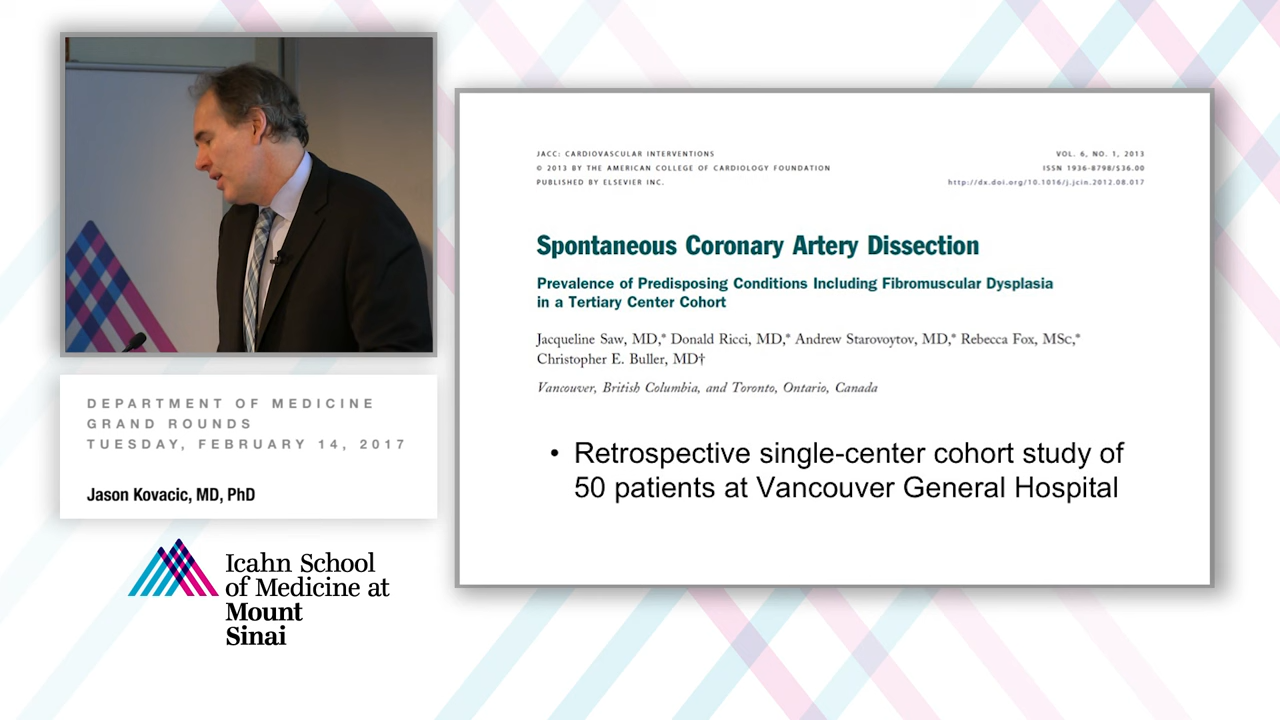 DEPARTMENT OF MEDICINE
GRAND ROUNDS
TUESDAY, FEBRUARY 14, 2017
Jason Kovacic, MD, PhD
Icahn School
of Medicine at
Mount
Sinai
JACC: CARDIOVASCULAR INTERVENTIONS
© 2013 BY THE AMERICAN COLLEGE OF CARDIOLOGY FOUNDATION
PUBLISHED BY ELSEVIER INC.
VOL. 6, NO. 1, 2013
ISSN 1936-8798/$36.00
http://dx.doi.org/10.1016/j.jcin.2012.08.017
Spontaneous Coronary Artery Dissection
Prevalence of Predisposing Conditions Including Fibromuscular Dysplasia
in a Tertiary Center Cohort
Jacqueline Saw, MD,* Donald Ricci, MD,* Andrew Starovoytov, MD,* Rebecca Fox, MSc,*
Christopher E. Buller, MD†
Vancouver, British Columbia, and Toronto, Ontario, Canada
• Retrospective single-center cohort study of
50 patients at Vancouver General Hospital